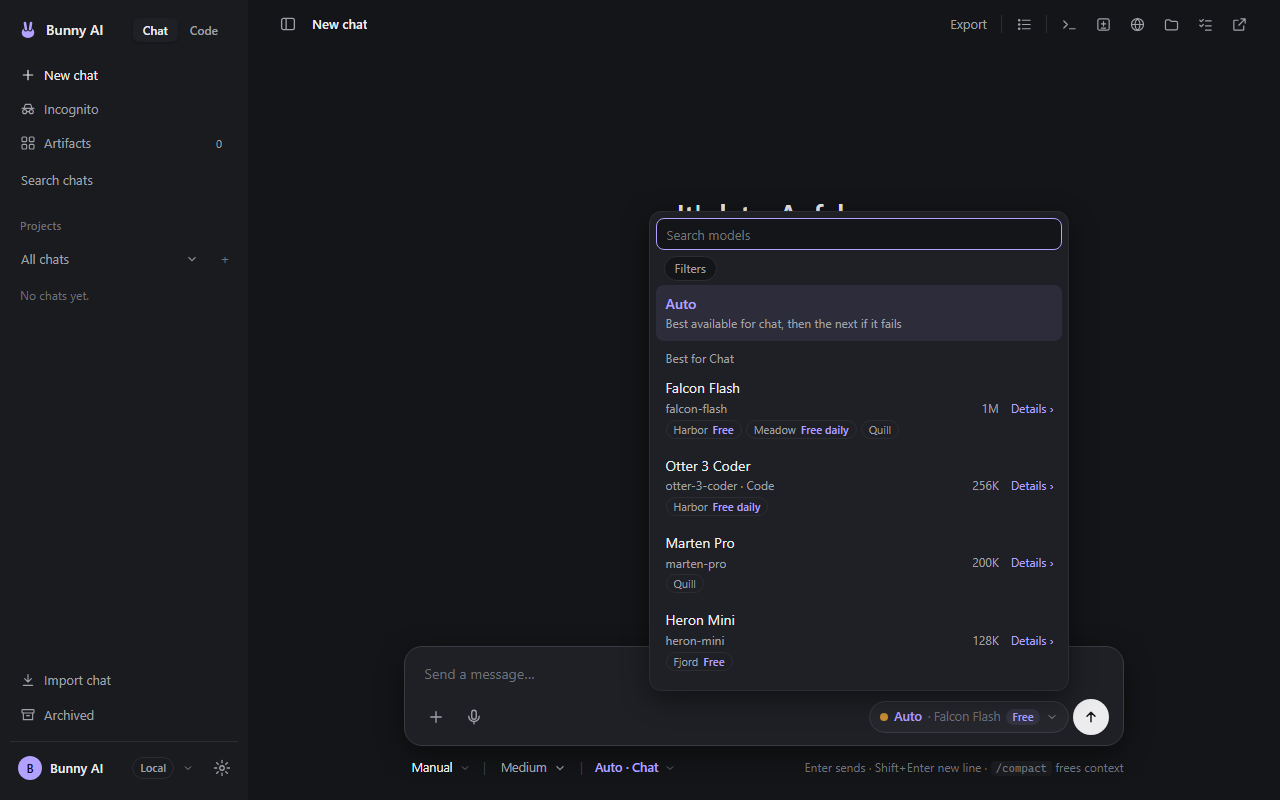 Bunny AI
Chat
Code
New chat
Export
New chat
Incognito
Artifacts
0
Search chats
Projects
All chats
No chats yet.
Search models
Filters
Auto
Best available for chat, then the next if it fails
Best for Chat
Falcon Flash
falcon-flash
1M
Details ›
Harbor Free
Meadow Free daily
Quill
Otter 3 Coder
otter-3-coder · Code
256K
Details ›
Harbor Free daily
Marten Pro
marten-pro
200K
Details ›
Quill
Heron Mini
heron-mini
128K
Details ›
Fjord Free
Send a message...
Auto · Falcon Flash Free
Import chat
Archived
B
Bunny AI
Local
Manual
Medium
Auto · Chat
Enter sends · Shift+Enter new line · /compact frees context